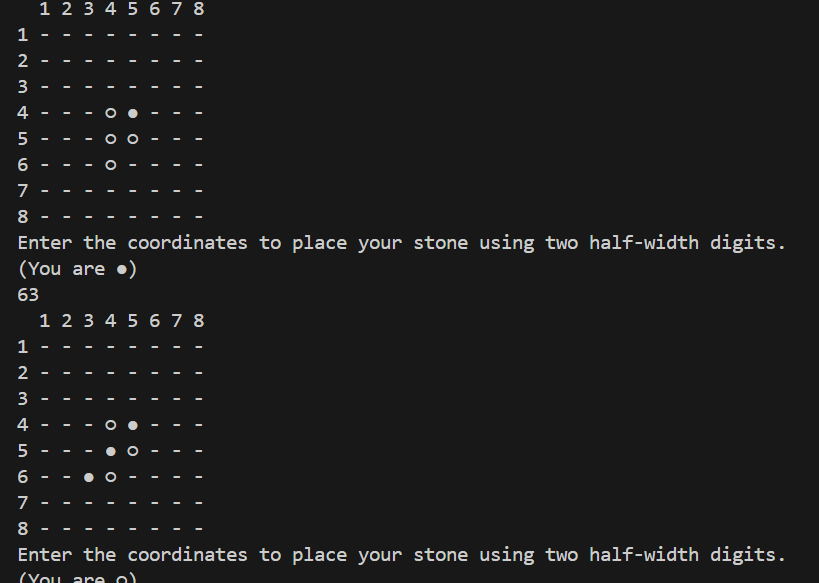 1 2 3 4 5 6 7 8
1 - - - - - - - -
2 - - - - - - - -
3 - - - - - - - -
4 - - - ○ ● - - -
5 - - - ○ ○ - - -
6 - - - ○ - - - -
7 - - - - - - - -
8 - - - - - - - -
Enter the coordinates to place your stone using two half-width digits.
(You are ●)
63
  1 2 3 4 5 6 7 8
1 - - - - - - - -
2 - - - - - - - -
3 - - - - - - - -
4 - - - ○ ● - - -
5 - - - ● ○ - - -
6 - - ● ○ - - - -
7 - - - - - - - -
8 - - - - - - - -
Enter the coordinates to place your stone using two half-width digits.
(You are ○)